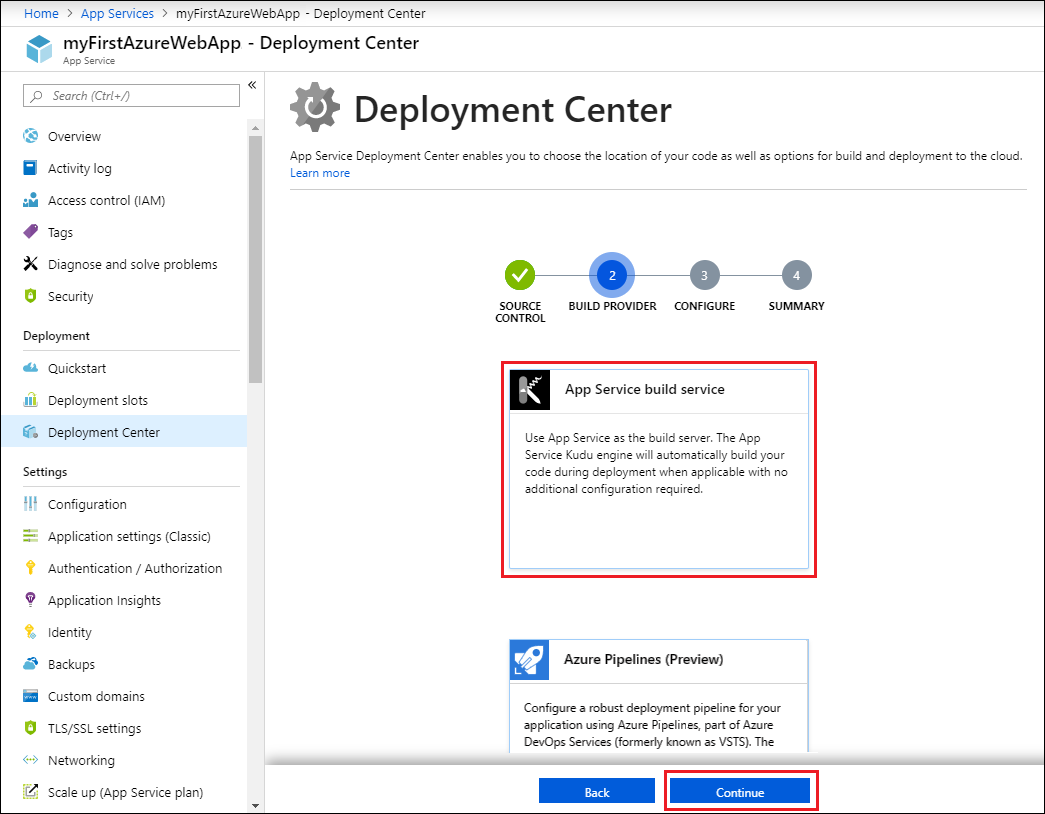 Home > App Services > myFirstAzureWebApp - Deployment Center
myFirstAzureWebApp - Deployment Center
App Service
Search (Ctrl+/)
«
Overview
Activity log
Access control (IAM)
Tags
Diagnose and solve problems
Security
Deployment
Quickstart
Deployment slots
Deployment Center
Settings
Configuration
Application settings (Classic)
Authentication / Authorization
Application Insights
Identity
Backups
Custom domains
TLS/SSL settings
Networking
Scale up (App Service plan)
Deployment Center
App Service Deployment Center enables you to choose the location of your code as well as options for build and deployment to the cloud.
Learn more
2
3
4
SOURCE
CONTROL
BUILD PROVIDER
CONFIGURE
SUMMARY
App Service build service
Use App Service as the build server. The App
Service Kudu engine will automatically build your
code during deployment when applicable with no
additional configuration required.
Azure Pipelines (Preview)
Configure a robust deployment pipeline for your
application using Azure Pipelines, part of Azure
DevOps Services (formerly known as VSTS). The
Back
Continue